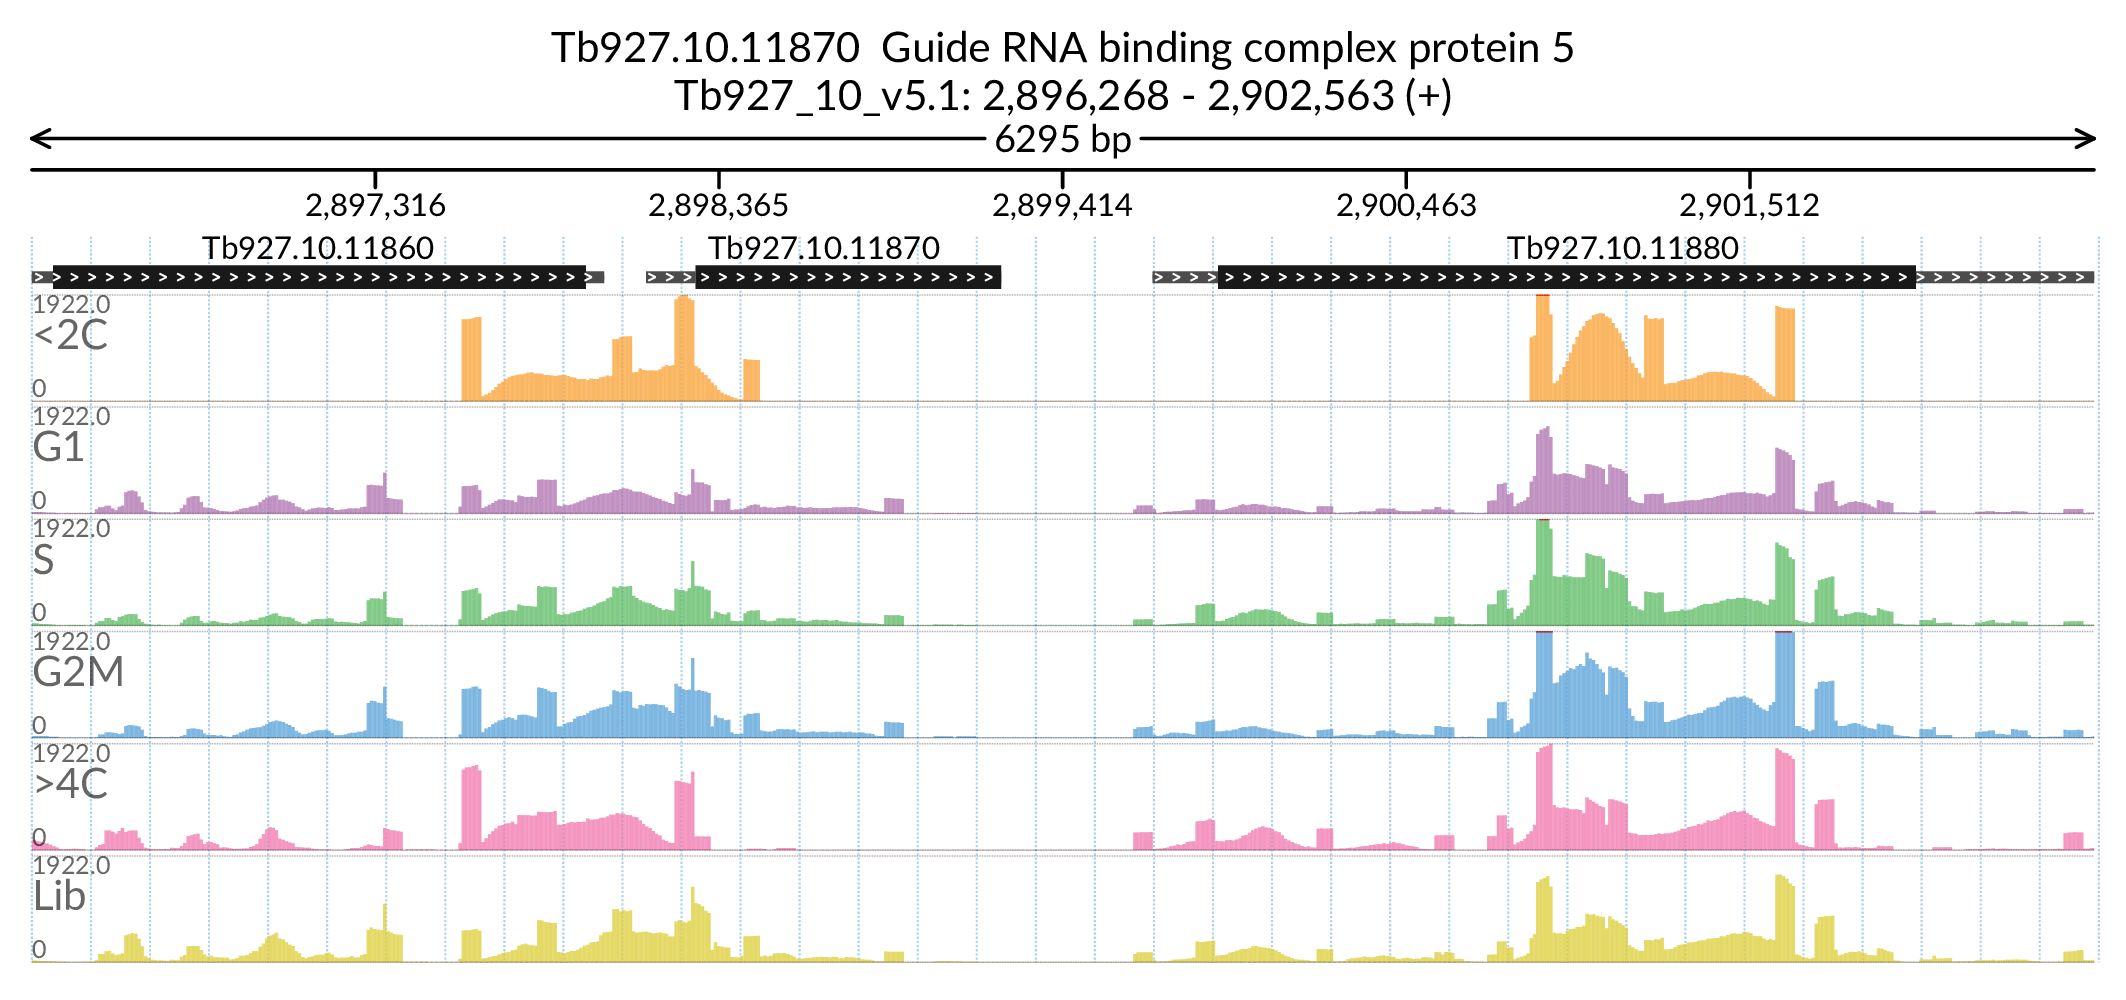 Tb927.10.11870  Guide RNA binding complex protein 5
Tb927_10_v5.1: 2,896,268 - 2,902,563 (+)
6295 bp
2,897,316 2,898,365 2,899,414 2,900,463 2,901,512
Tb927.10.11860 Tb927.10.11870 Tb927.10.11880
1922.0
<2C
0
1922.0
G1
0
1922.0
S
0
1922.0
G2M
0
1922.0
>4C
0
1922.0
Lib
0